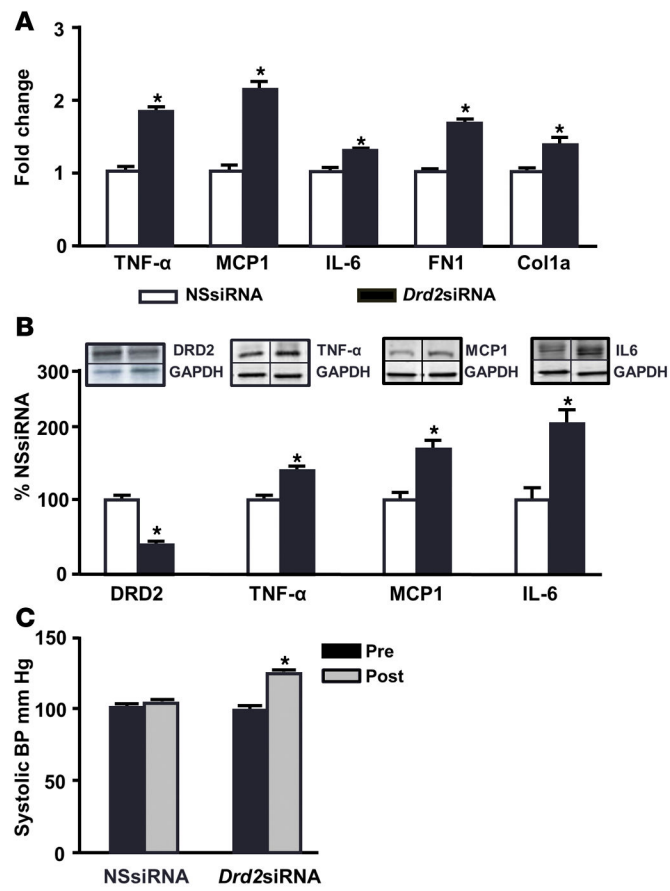 A
Fold change
3
2
1
0
* * * * *
TNF-α MCP1 IL-6 FN1 Col1a
NSsiRNA Drd2siRNA
B
DRD2 TNF-α MCP1 IL6
GAPDH GAPDH GAPDH GAPDH
% NSsiRNA
300
200
100
0
* * * *
DRD2 TNF-α MCP1 IL-6
C
Systolic BP mm Hg
150
100
50
0
*
Pre
Post
NSsiRNA Drd2siRNA